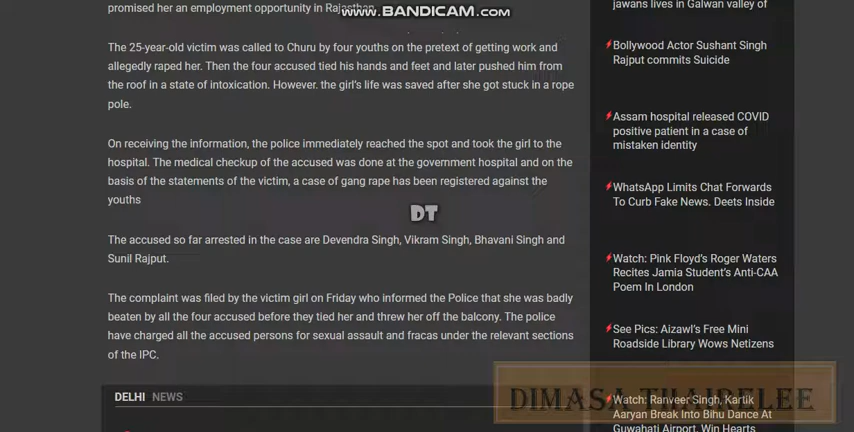 promised her an employment opportunity in Rajasthan.
www.BANDICAM.com
The 25-year-old victim was called to Churu by four youths on the pretext of getting work and
allegedly raped her. Then the four accused tied his hands and feet and later pushed him from
the roof in a state of intoxication. However. the girl's life was saved after she got stuck in a rope
pole.
On receiving the information, the police immediately reached the spot and took the girl to the
hospital. The medical checkup of the accused was done at the government hospital and on the
basis of the statements of the victim, a case of gang rape has been registered against the
youths
DT
The accused so far arrested in the case are Devendra Singh, Vikram Singh, Bhavani Singh and
Sunil Rajput.
The complaint was filed by the victim girl on Friday who informed the Police that she was badly
beaten by all the four accused before they tied her and threw her off the balcony. The police
have charged all the accused persons for sexual assault and fracas under the relevant sections
of the IPC.
DELHI NEWS
jawans lives in Galwan valley of
Bollywood Actor Sushant Singh
Rajput commits Suicide
Assam hospital released COVID
positive patient in a case of
mistaken identity
WhatsApp Limits Chat Forwards
To Curb Fake News. Deets Inside
Watch: Pink Floyd's Roger Waters
Recites Jamia Student's Anti-CAA
Poem In London
See Pics: Aizawl's Free Mini
Roadside Library Wows Netizens
Watch: Ranveer Singh, Kartik
Aaryan Break Into Bihu Dance At
Guwahati Airport, Win Hearts
DIMASA THAIRELEE